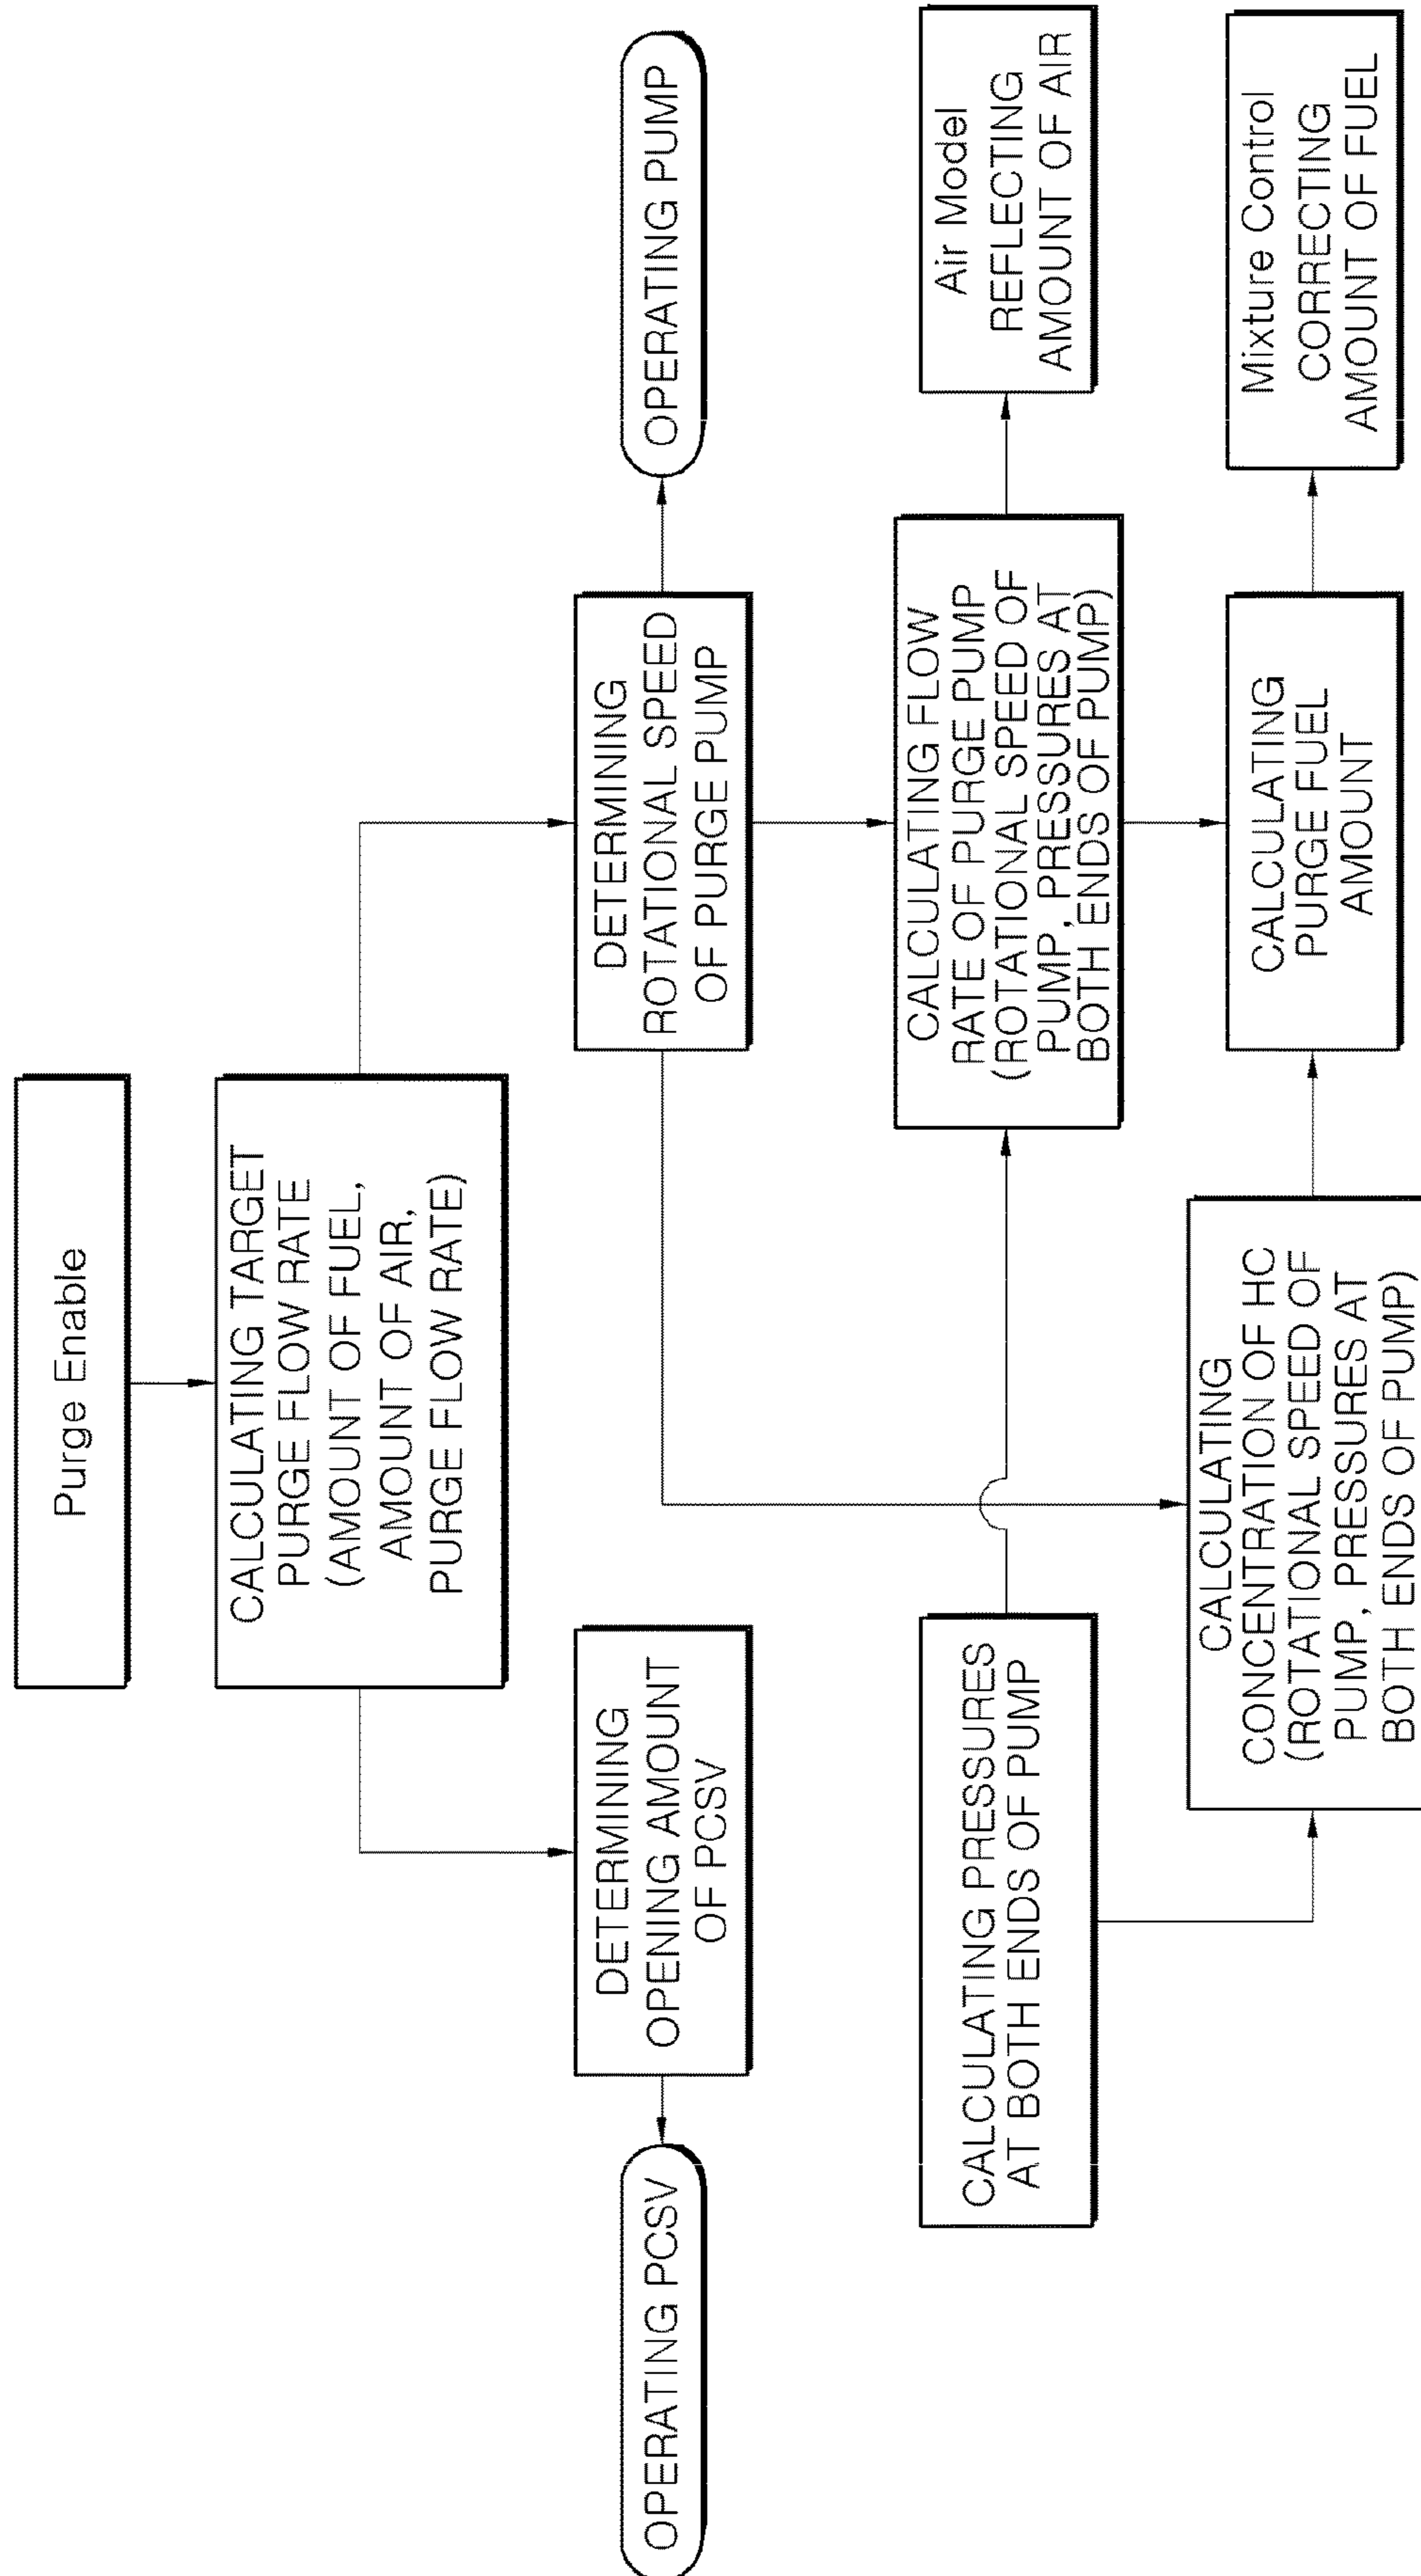 Purge Enable
CALCULATING TARGET
PURGE FLOW RATE
(AMOUNT OF FUEL,
AMOUNT OF AIR,
PURGE FLOW RATE)
OPERATING PCSV
DETERMINING
OPENING AMOUNT
OF PCSV
DETERMINING
ROTATIONAL SPEED
OF PURGE PUMP
OPERATING PUMP
CALCULATING PRESSURES
AT BOTH ENDS OF PUMP
CALCULATING FLOW
RATE OF PURGE PUMP
(ROTATIONAL SPEED OF
PUMP, PRESSURES AT
BOTH ENDS OF PUMP)
Air Model
REFLECTING
AMOUNT OF AIR
CALCULATING
CONCENTRATION OF HC
(ROTATIONAL SPEED OF
PUMP, PRESSURES AT
BOTH ENDS OF PUMP)
CALCULATING
PURGE FUEL
AMOUNT
Mixture Control
CORRECTING
AMOUNT OF FUEL